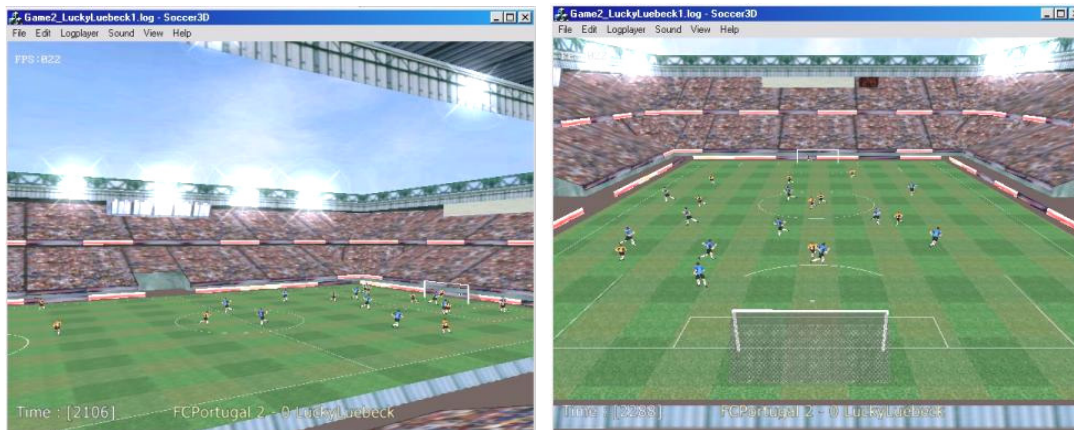 Game2_LuckyLuebeck1.log - Soccer3D
File Edit Logplayer Sound View Help
FPS:022
Time : [2106] FCPortugal 2 - 0 LuckyLuebeck
Game2_LuckyLuebeck1.log - Soccer3D
File Edit Logplayer Sound View Help
Time : [2288] FCPortugal 2 - 0 LuckyLuebeck